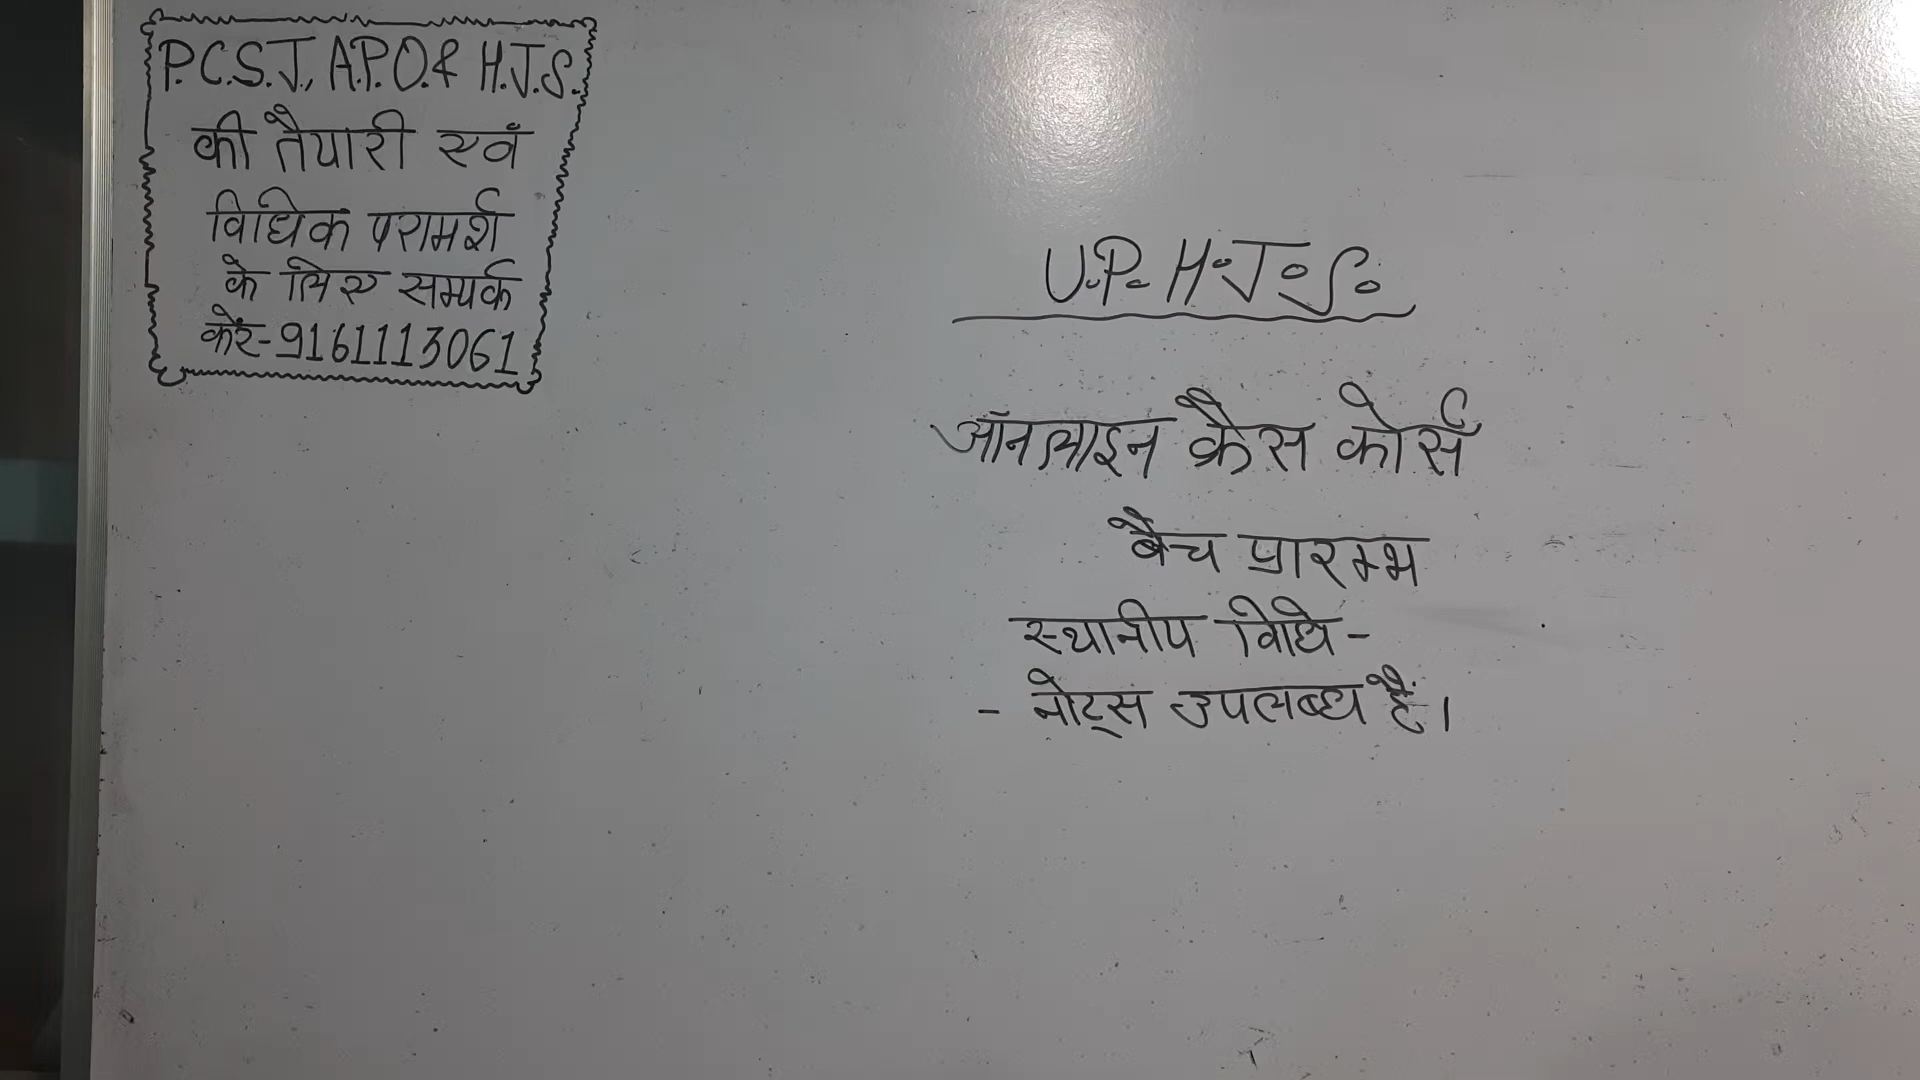 P.C.S.J., A.P.O. & H.J.S.
की तैयारी एवं
विधिक परामर्श
के लिए सम्पर्क
करें-9161113061
U.P. H.J.S.
ऑनलाइन क्रैस कोर्स
बैच प्रारम्भ
स्थानीय विधि-
- नोट्स उपलब्ध हैं।